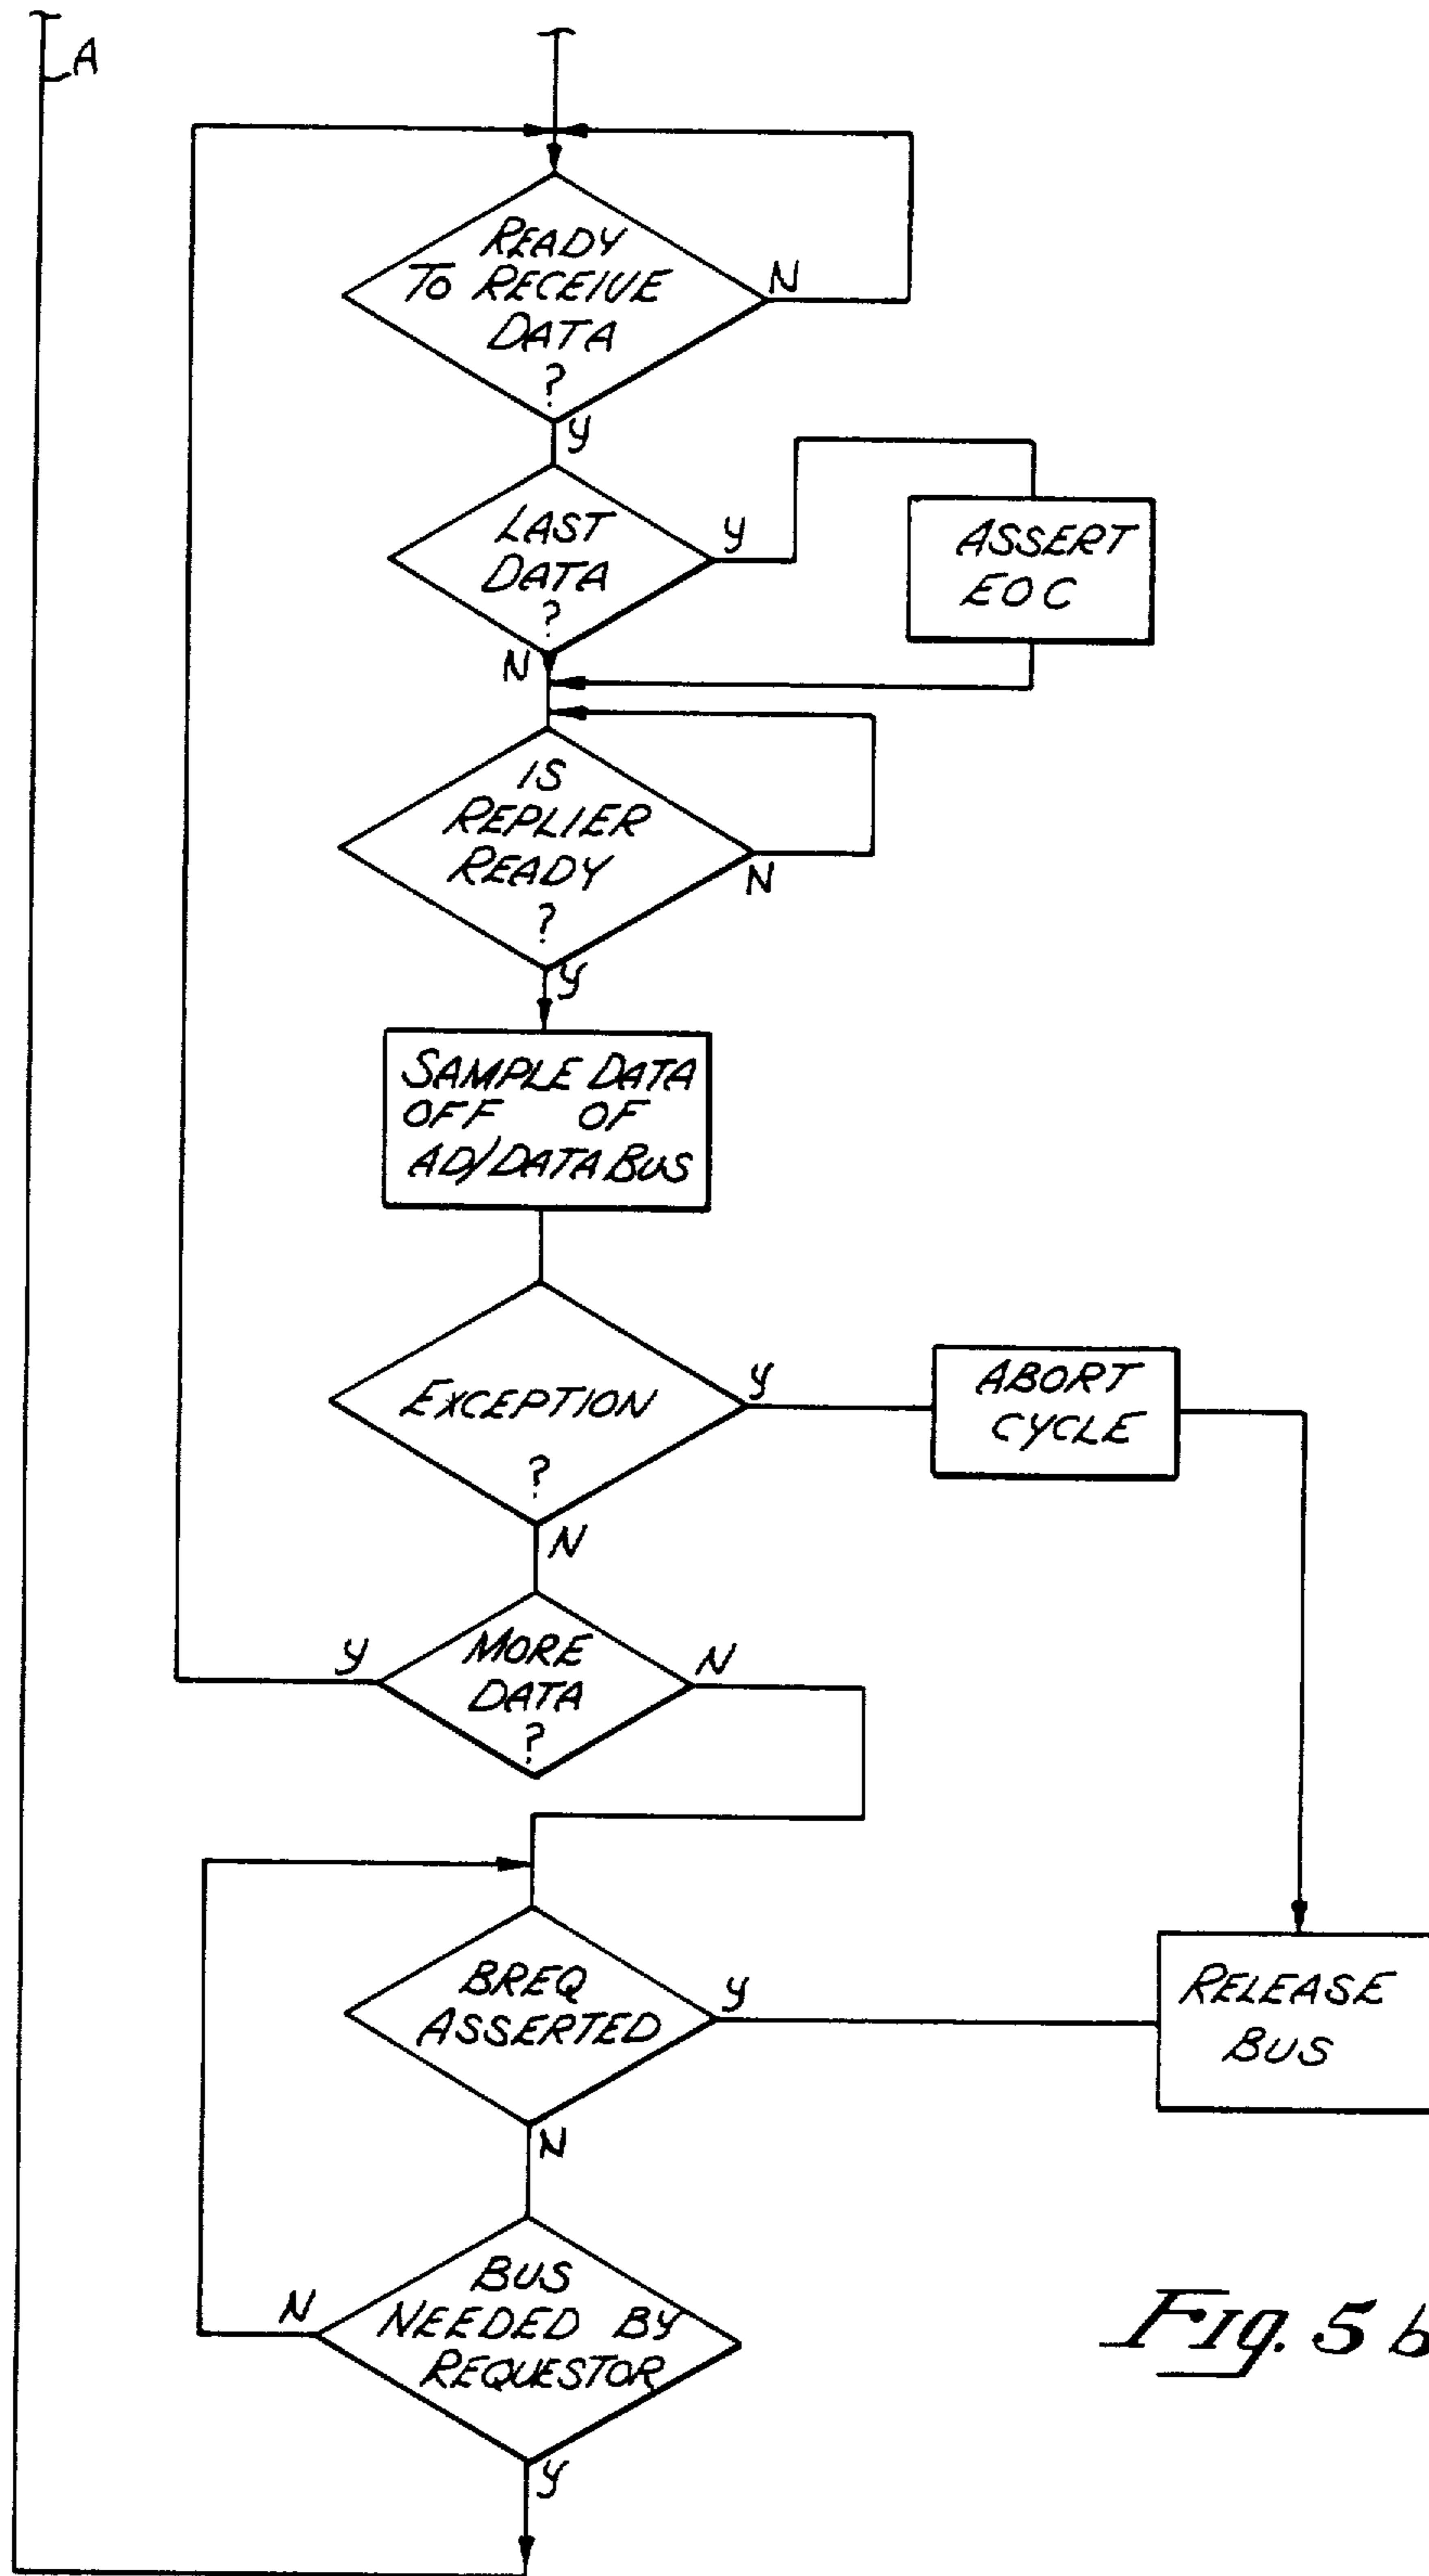 A
READY
TO RECEIVE
DATA
?
N
Y
LAST
DATA
?
Y
N
ASSERT
EOC
IS
REPLIER
READY
?
N
Y
SAMPLE DATA
OFF OF
AD/DATA BUS
EXCEPTION
?
Y
N
ABORT
CYCLE
MORE
DATA
?
Y
N
BREQ
ASSERTED
Y
N
RELEASE
BUS
BUS
NEEDED BY
REQUESTOR
N
Y
Fig. 5b